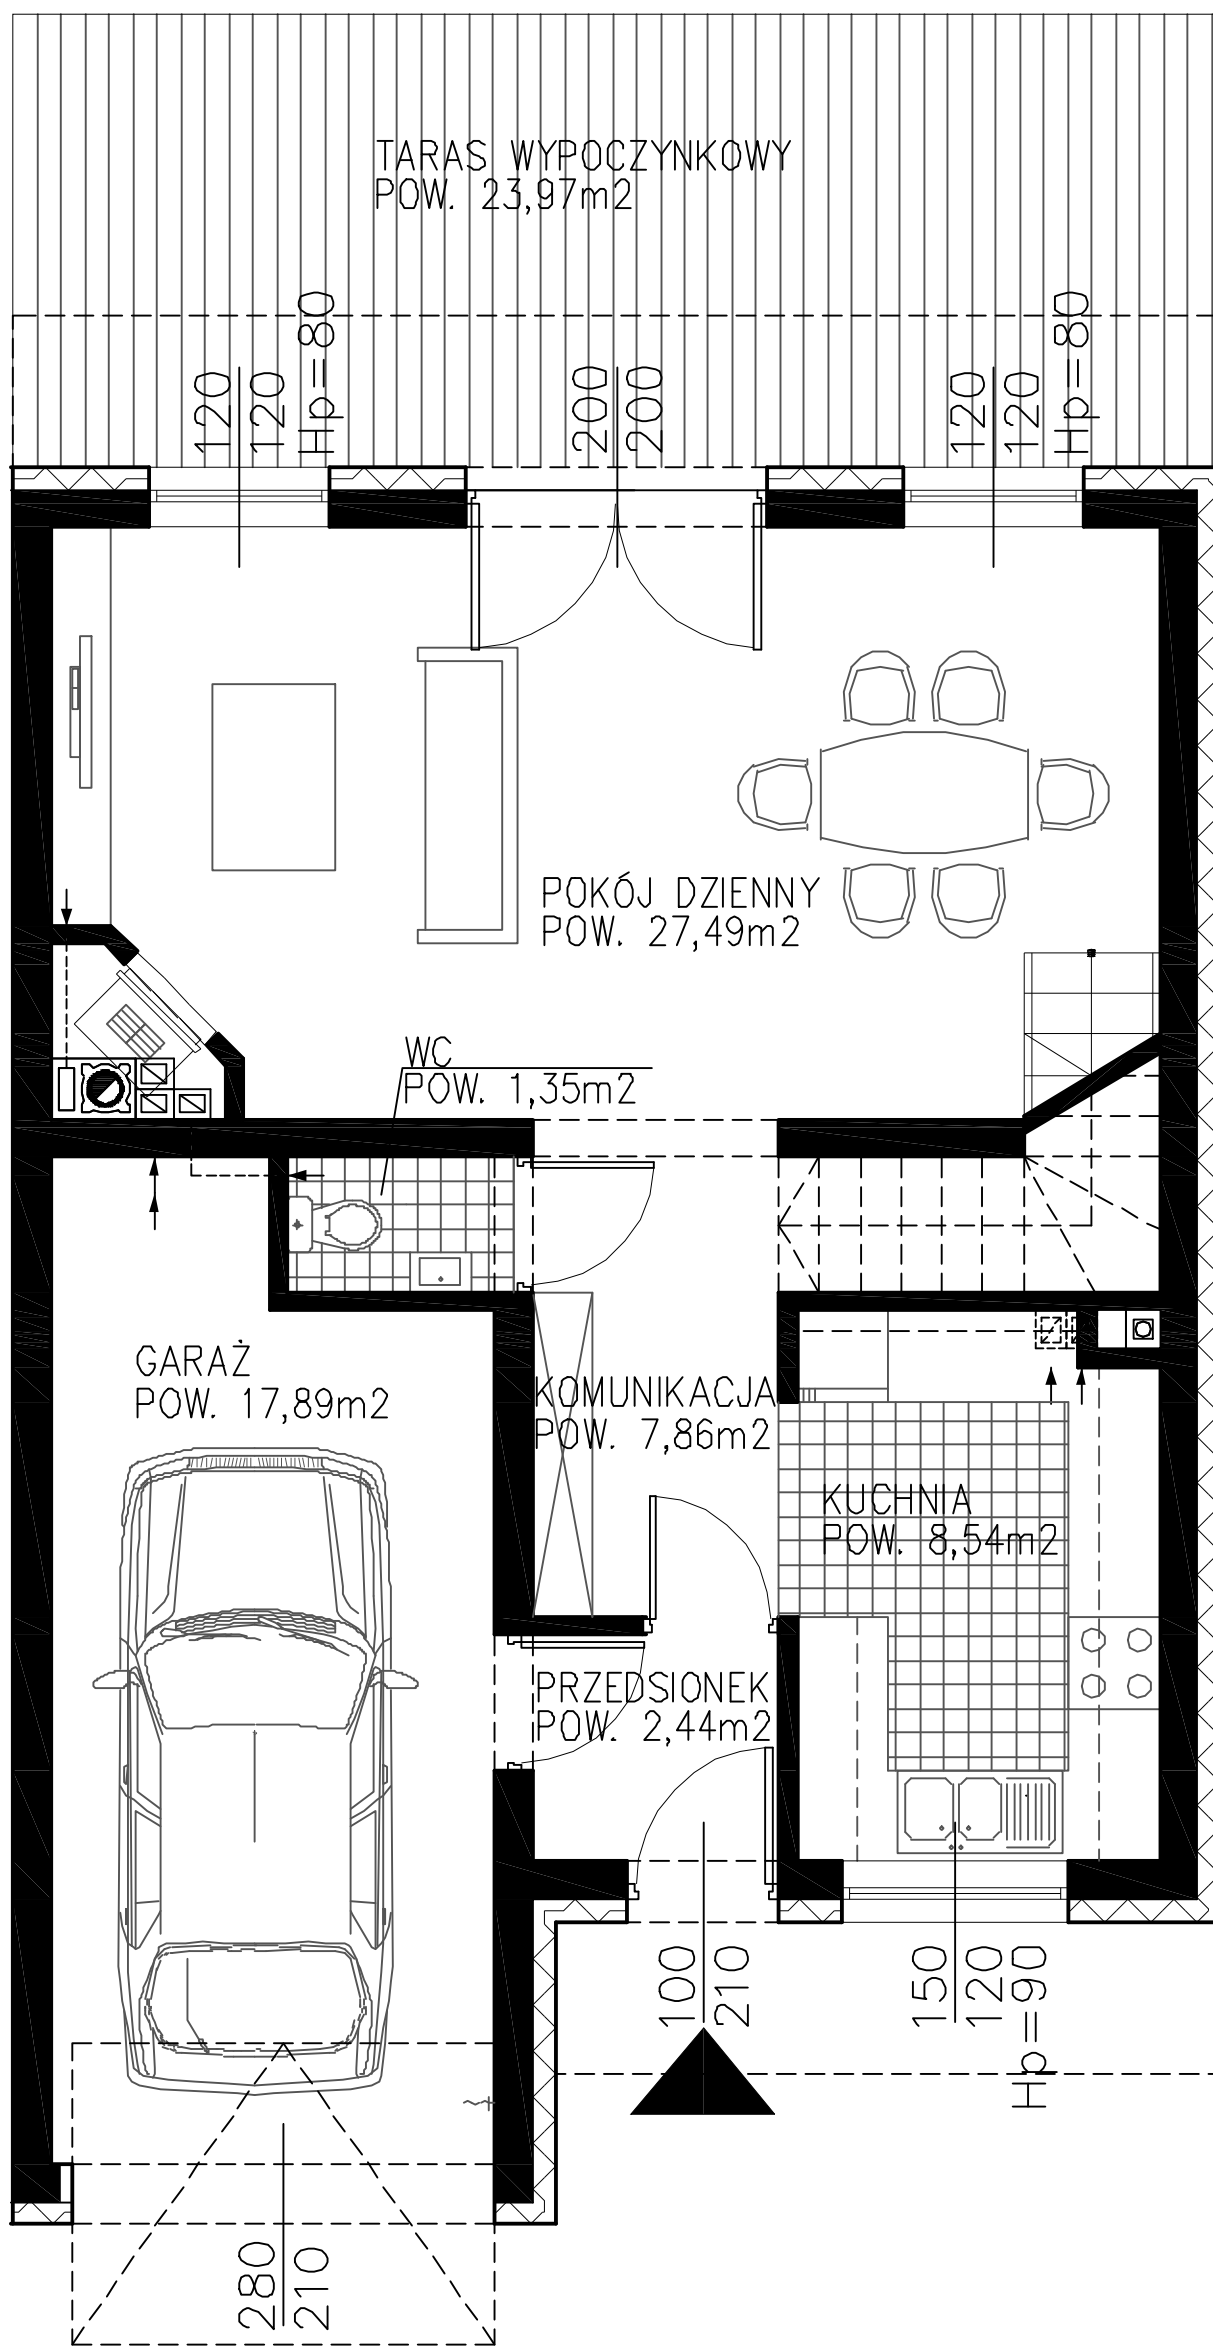 TARAS WYPOCZYNKOWY
POW. 23,97m2
120
120
Hp=80
200
200
120
120
Hp=80
POKÓJ DZIENNY
POW. 27,49m2
WC
POW. 1,35m2
GARAŻ
POW. 17,89m2
KOMUNIKACJA
POW. 7,86m2
KUCHNIA
POW. 8,54m2
PRZEDSIONEK
POW. 2,44m2
100
210
150
120
Hp=90
280
210